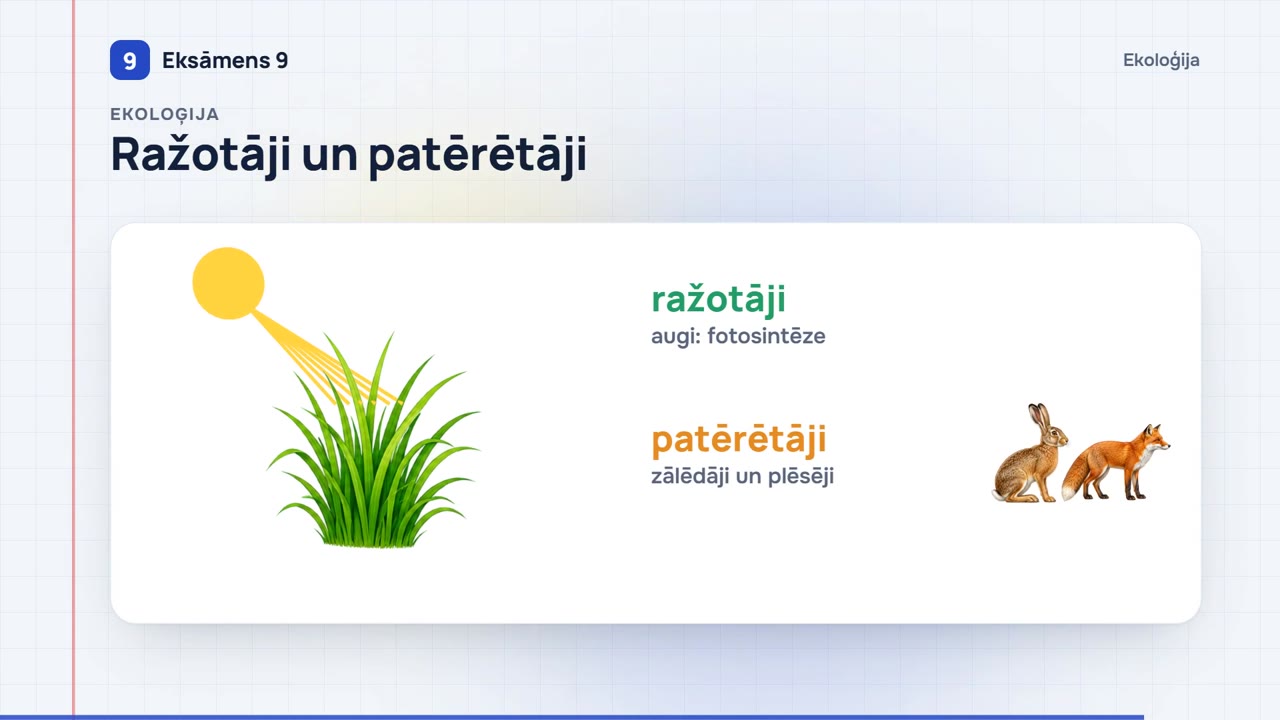 9 Eksāmens 9
Ekoloģija
EKOLOĢIJA
Ražotāji un patērētāji
ražotāji
augi: fotosintēze
patērētāji
zālēdāji un plēsēji